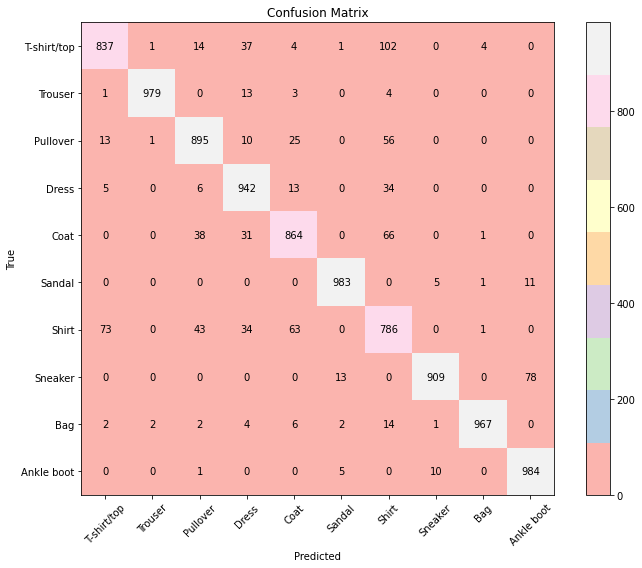 Confusion Matrix
T-shirt/top 837 1 14 37 4 1 102 0 4 0
Trouser 1 979 0 13 3 0 4 0 0 0
Pullover 13 1 895 10 25 0 56 0 0 0
Dress 5 0 6 942 13 0 34 0 0 0
Coat 0 0 38 31 864 0 66 0 1 0
Sandal 0 0 0 0 0 983 0 5 1 11
Shirt 73 0 43 34 63 0 786 0 1 0
Sneaker 0 0 0 0 0 13 0 909 0 78
Bag 2 2 2 4 6 2 14 1 967 0
Ankle boot 0 0 1 0 0 5 0 10 0 984
True
T-shirt/top Trouser Pullover Dress Coat Sandal Shirt Sneaker Bag Ankle boot
Predicted
800
600
400
200
0